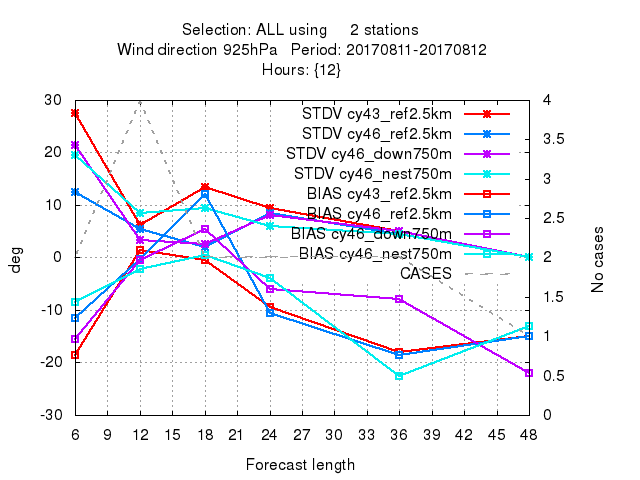 Selection: ALL using 2 stations
Wind direction 925hPa Period: 20170811-20170812
Hours: {12}
30
20
10
0
-10
-20
-30
deg
4
3.5
3
2.5
2
1.5
1
0.5
0
No cases
STDV cy43_ref2.5km
STDV cy46_ref2.5km
STDV cy46_down750m
STDV cy46_nest750m
BIAS cy43_ref2.5km
BIAS cy46_ref2.5km
BIAS cy46_down750m
BIAS cy46_nest750m
CASES
6 9 12 15 18 21 24 27 30 33 36 39 42 45 48
Forecast length